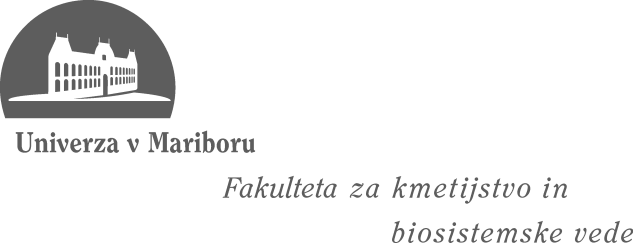 Univerza v Mariboru
Fakulteta za kmetijstvo in
biosistemske vede